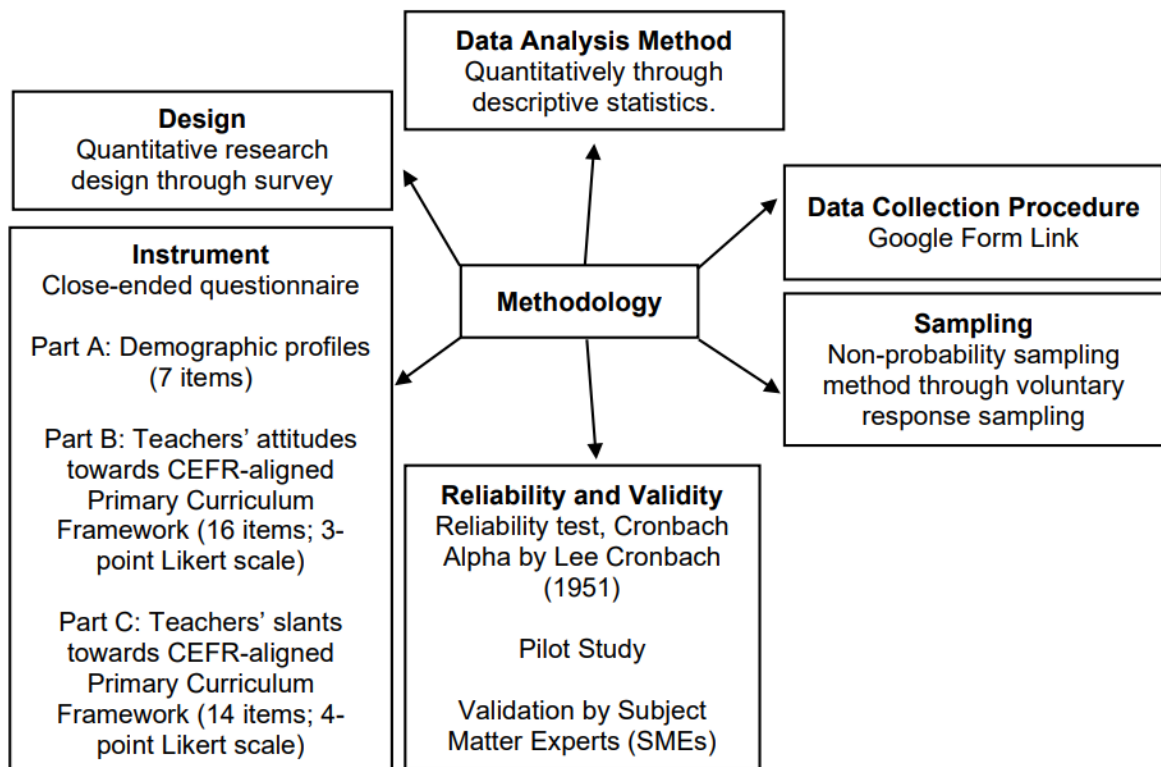 Data Analysis Method
Quantitatively through
descriptive statistics.
Design
Quantitative research
design through survey
Data Collection Procedure
Google Form Link
Instrument
Close-ended questionnaire
Part A: Demographic profiles
(7 items)
Part B: Teachers’ attitudes
towards CEFR-aligned
Primary Curriculum
Framework (16 items; 3-
point Likert scale)
Part C: Teachers’ slants
towards CEFR-aligned
Primary Curriculum
Framework (14 items; 4-
point Likert scale)
Methodology
Sampling
Non-probability sampling
method through voluntary
response sampling
Reliability and Validity
Reliability test, Cronbach
Alpha by Lee Cronbach
(1951)
Pilot Study
Validation by Subject
Matter Experts (SMEs)